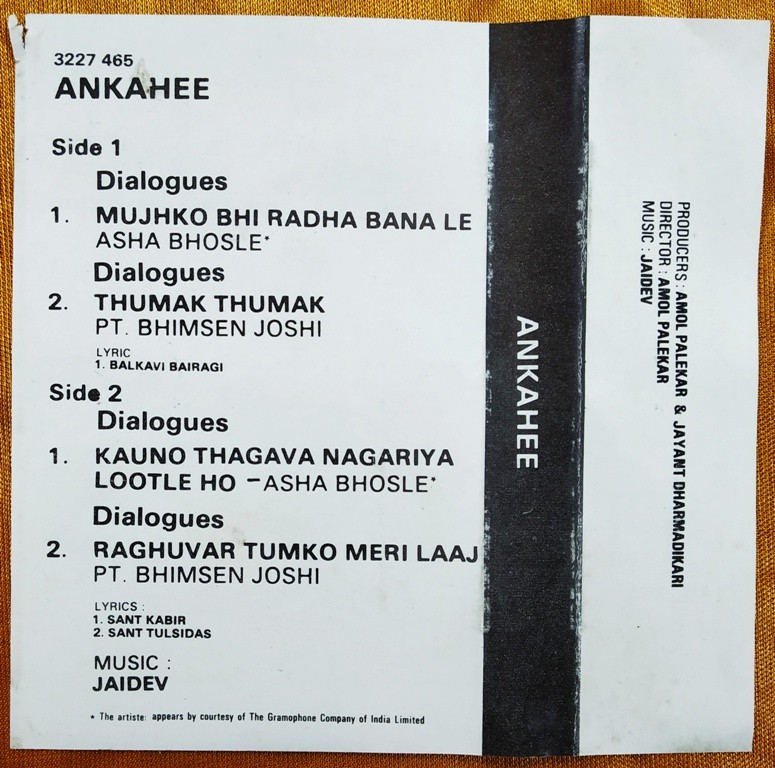 3227 465
ANKAHEE
Side 1
Dialogues
1. MUJHKO BHI RADHA BANA LE
ASHA BHOSLE*
Dialogues
2. THUMAK THUMAK
PT. BHIMSEN JOSHI
LYRIC
1. BALKAVI BAIRAGI
Side 2
Dialogues
1. KAUNO THAGAVA NAGARIYA
LOOTLE HO - ASHA BHOSLE*
Dialogues
2. RAGHUVAR TUMKO MERI LAAJ
PT. BHIMSEN JOSHI
LYRICS :
1. SANT KABIR
2. SANT TULSIDAS
MUSIC :
JAIDEV
* The artiste appears by courtesy of The Gramophone Company of India Limited
ANKAHEE
PRODUCERS : AMOL PALEKAR & JAYANT DHARMADIKARI
DIRECTOR : AMOL PALEKAR
MUSIC : JAIDEV